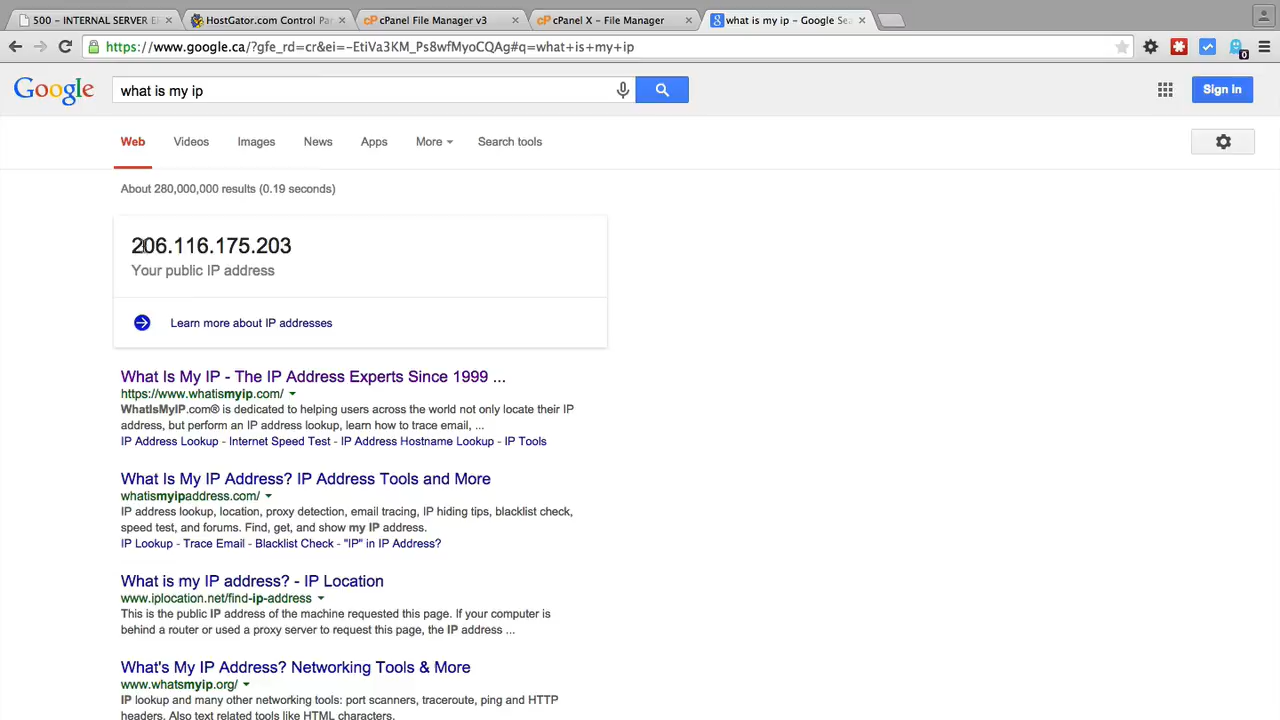 500 - INTERNAL SERVER E
HostGator.com Control Pa
cPanel File Manager v3
cPanel X - File Manager
what is my ip - Google Se
https://www.google.ca/?gfe_rd=cr&ei=-EtiVa3KM_Ps8wfMyoCQAg#q=what+is+my+ip
0
Google
what is my ip
Sign in
Web Videos Images News Apps More Search tools
About 280,000,000 results (0.19 seconds)
206.116.175.203
Your public IP address
Learn more about IP addresses
What Is My IP - The IP Address Experts Since 1999 ...
https://www.whatismyip.com/
WhatIsMyIP.com® is dedicated to helping users across the world not only locate their IP
address, but perform an IP address lookup, learn how to trace email, ...
IP Address Lookup - Internet Speed Test - IP Address Hostname Lookup - IP Tools
What Is My IP Address? IP Address Tools and More
whatismyipaddress.com/
IP address lookup, location, proxy detection, email tracing, IP hiding tips, blacklist check,
speed test, and forums. Find, get, and show my IP address.
IP Lookup - Trace Email - Blacklist Check - "IP" in IP Address?
What is my IP address? - IP Location
www.iplocation.net/find-ip-address
This is the public IP address of the machine requested this page. If your computer is
behind a router or used a proxy server to request this page, the IP address ...
What's My IP Address? Networking Tools & More
www.whatsmyip.org/
IP lookup and many other networking tools: port scanners, traceroute, ping and HTTP
headers. Also text related tools like HTML characters.